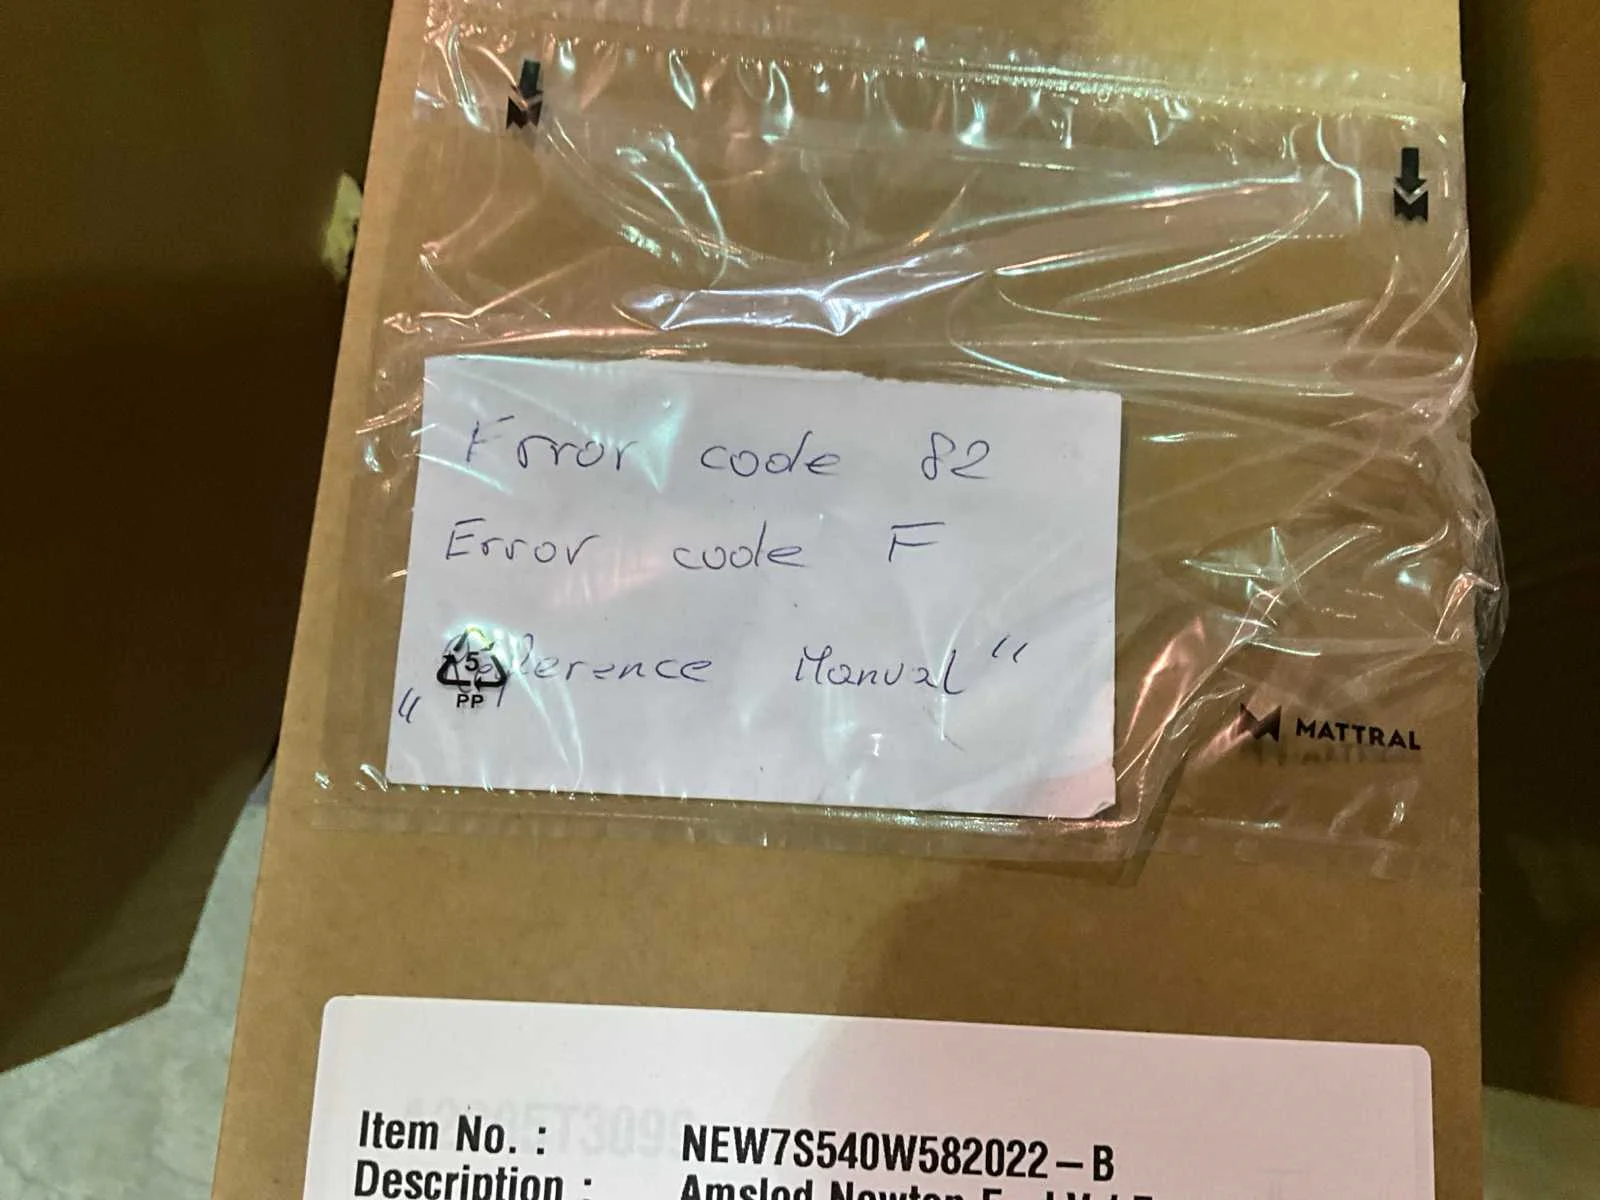 Error code 82
Error code F
"Reference Manual"
5
PP
MATTRAL
Item No. : NEW7S540W582022-B
Description :